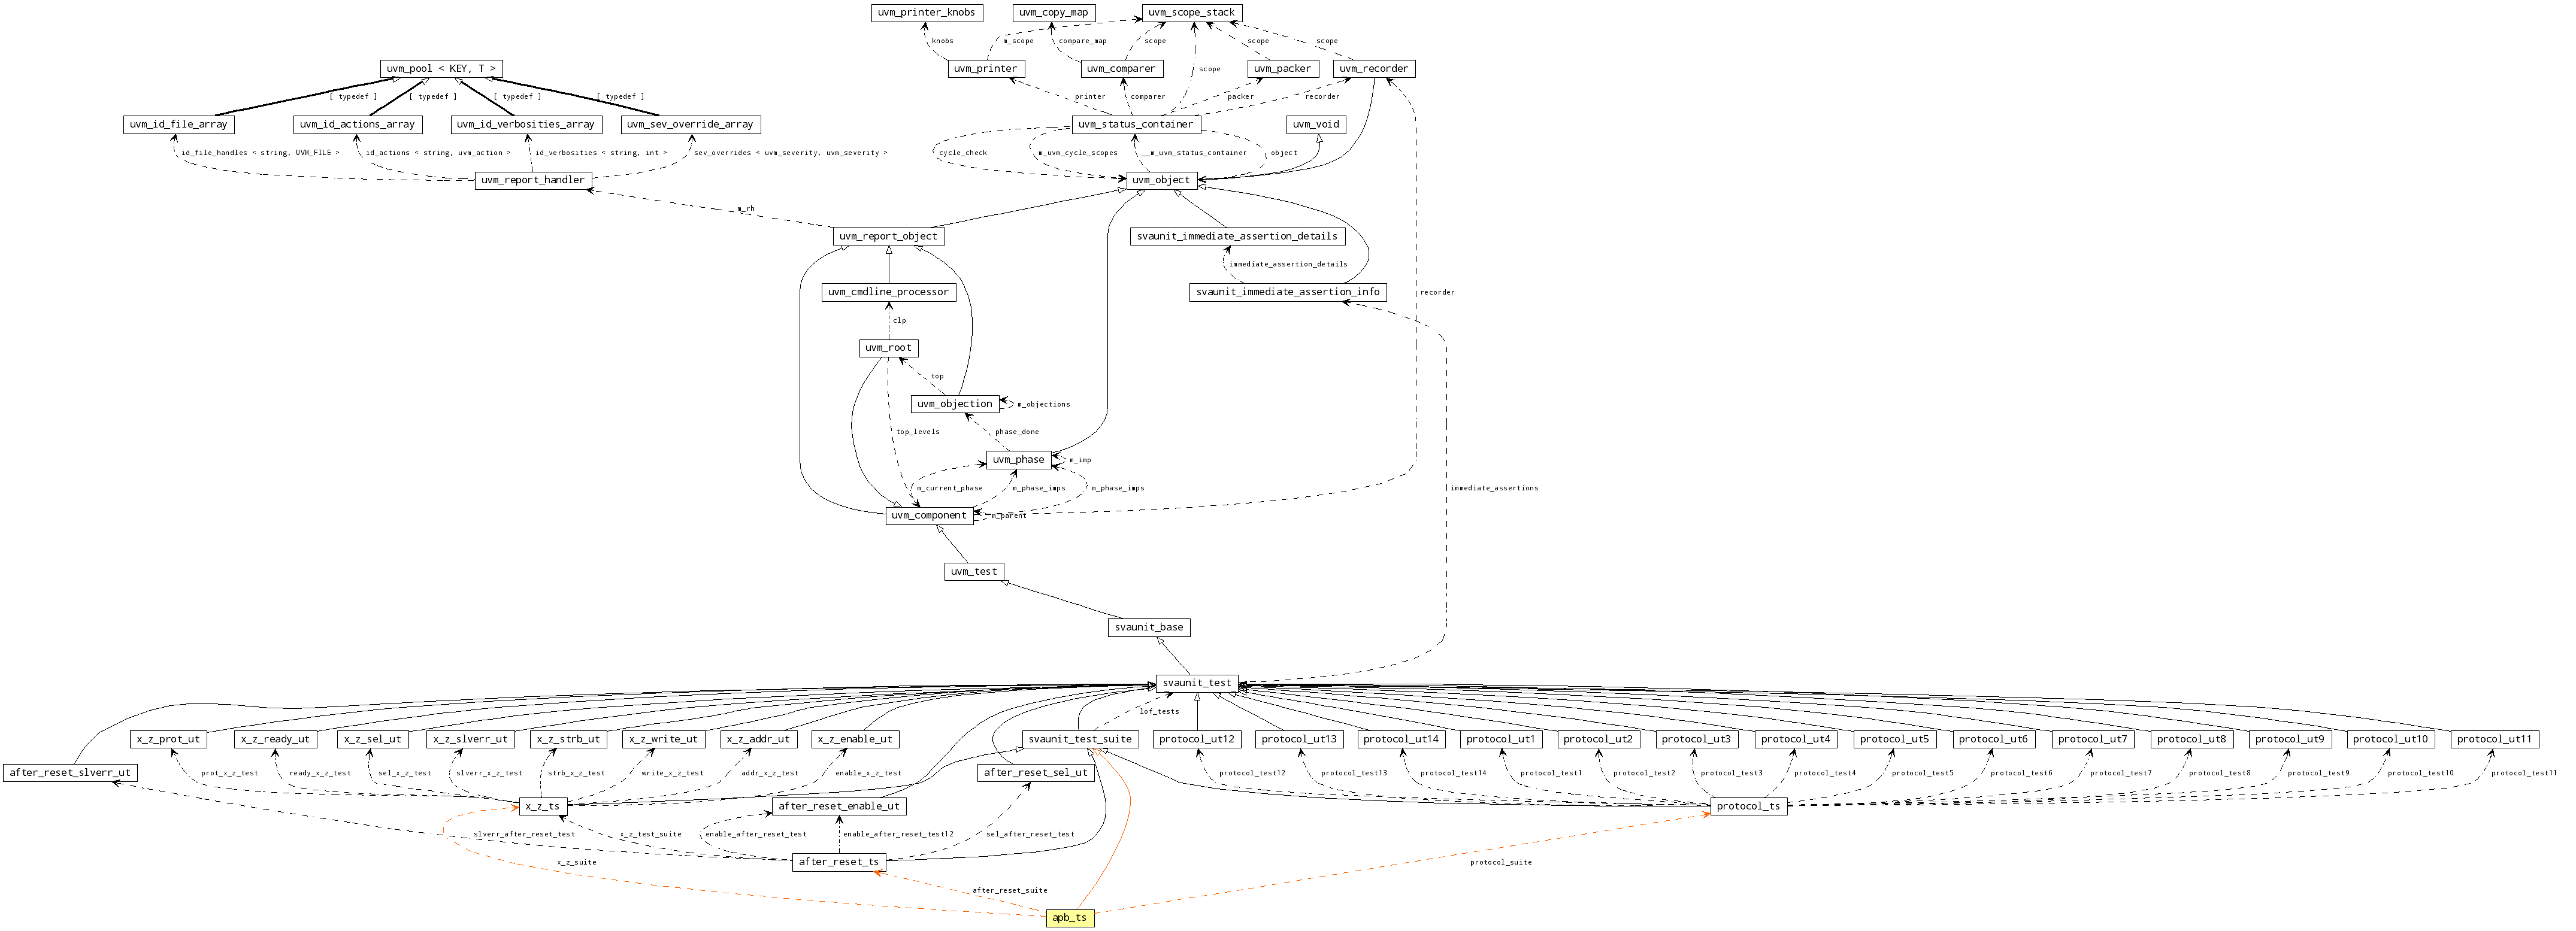 uvm_printer_knobs uvm_copy_map uvm_scope_stack
knobs m_scope compare_map scope scope scope
uvm_pool < KEY, T > uvm_printer uvm_comparer uvm_packer uvm_recorder
scope
[ typedef ] [ typedef ] [ typedef ] [ typedef ] printer comparer packer recorder
uvm_id_file_array uvm_id_actions_array uvm_id_verbosities_array uvm_sev_override_array uvm_status_container uvm_void
id_file_handles < string, UVM_FILE > id_actions < string, uvm_action > id_verbosities < string, int > sev_overrides < uvm_severity, uvm_severity > cycle_check m_uvm_cycle_scopes __m_uvm_status_container object
uvm_report_handler uvm_object
m_rh
uvm_report_object svaunit_immediate_assertion_details
immediate_assertion_details
uvm_cmdline_processor svaunit_immediate_assertion_info recorder
clp
uvm_root
top
uvm_objection m_objections
top_levels phase_done
uvm_phase m_imp
m_current_phase m_phase_imps m_phase_imps immediate_assertions
uvm_component m_parent
uvm_test
svaunit_base
svaunit_test
lof_tests
x_z_prot_ut x_z_ready_ut x_z_sel_ut x_z_slverr_ut x_z_strb_ut x_z_write_ut x_z_addr_ut x_z_enable_ut svaunit_test_suite protocol_ut12 protocol_ut13 protocol_ut14 protocol_ut1 protocol_ut2 protocol_ut3 protocol_ut4 protocol_ut5 protocol_ut6 protocol_ut7 protocol_ut8 protocol_ut9 protocol_ut10 protocol_ut11
after_reset_slverr_ut prot_x_z_test ready_x_z_test sel_x_z_test slverr_x_z_test strb_x_z_test write_x_z_test addr_x_z_test enable_x_z_test after_reset_sel_ut protocol_test12 protocol_test13 protocol_test14 protocol_test1 protocol_test2 protocol_test3 protocol_test4 protocol_test5 protocol_test6 protocol_test7 protocol_test8 protocol_test9 protocol_test10 protocol_test11
x_z_ts after_reset_enable_ut protocol_ts
slverr_after_reset_test x_z_test_suite enable_after_reset_test enable_after_reset_test12 sel_after_reset_test
x_z_suite after_reset_ts protocol_suite
after_reset_suite
apb_ts